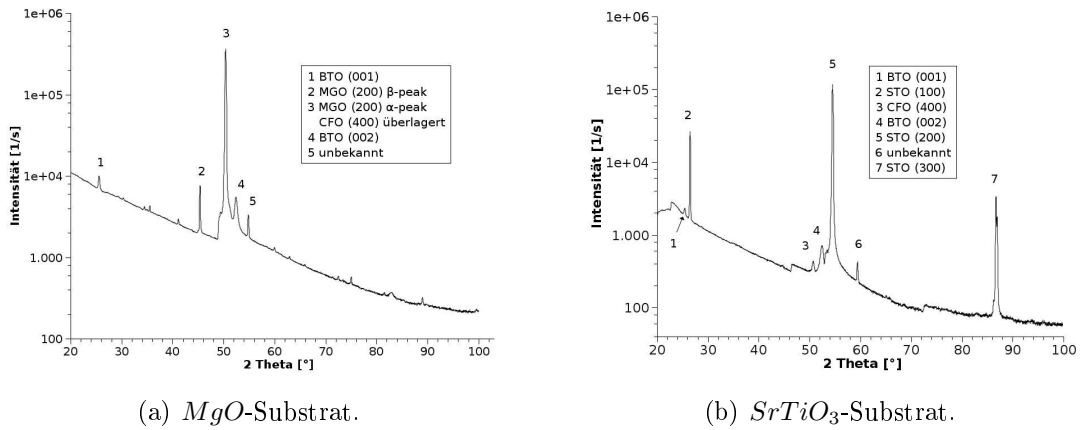 1e+06
1e+05
1e+04
1.000
100
Intensität [1/s]
20 30 40 50 60 70 80 90 100
2 Theta [°]
1
2
3
4
5
1 BTO (001)
2 MGO (200) β-peak
3 MGO (200) α-peak
CFO (400) überlagert
4 BTO (002)
5 unbekannt
(a) MgO-Substrat.
1e+06
1e+05
1e+04
1.000
100
Intensität [1/s]
20 30 40 50 60 70 80 90 100
2 Theta [°]
1
2
3
4
5
6
7
1 BTO (001)
2 STO (100)
3 CFO (400)
4 BTO (002)
5 STO (200)
6 unbekannt
7 STO (300)
(b) SrTiO₃-Substrat.